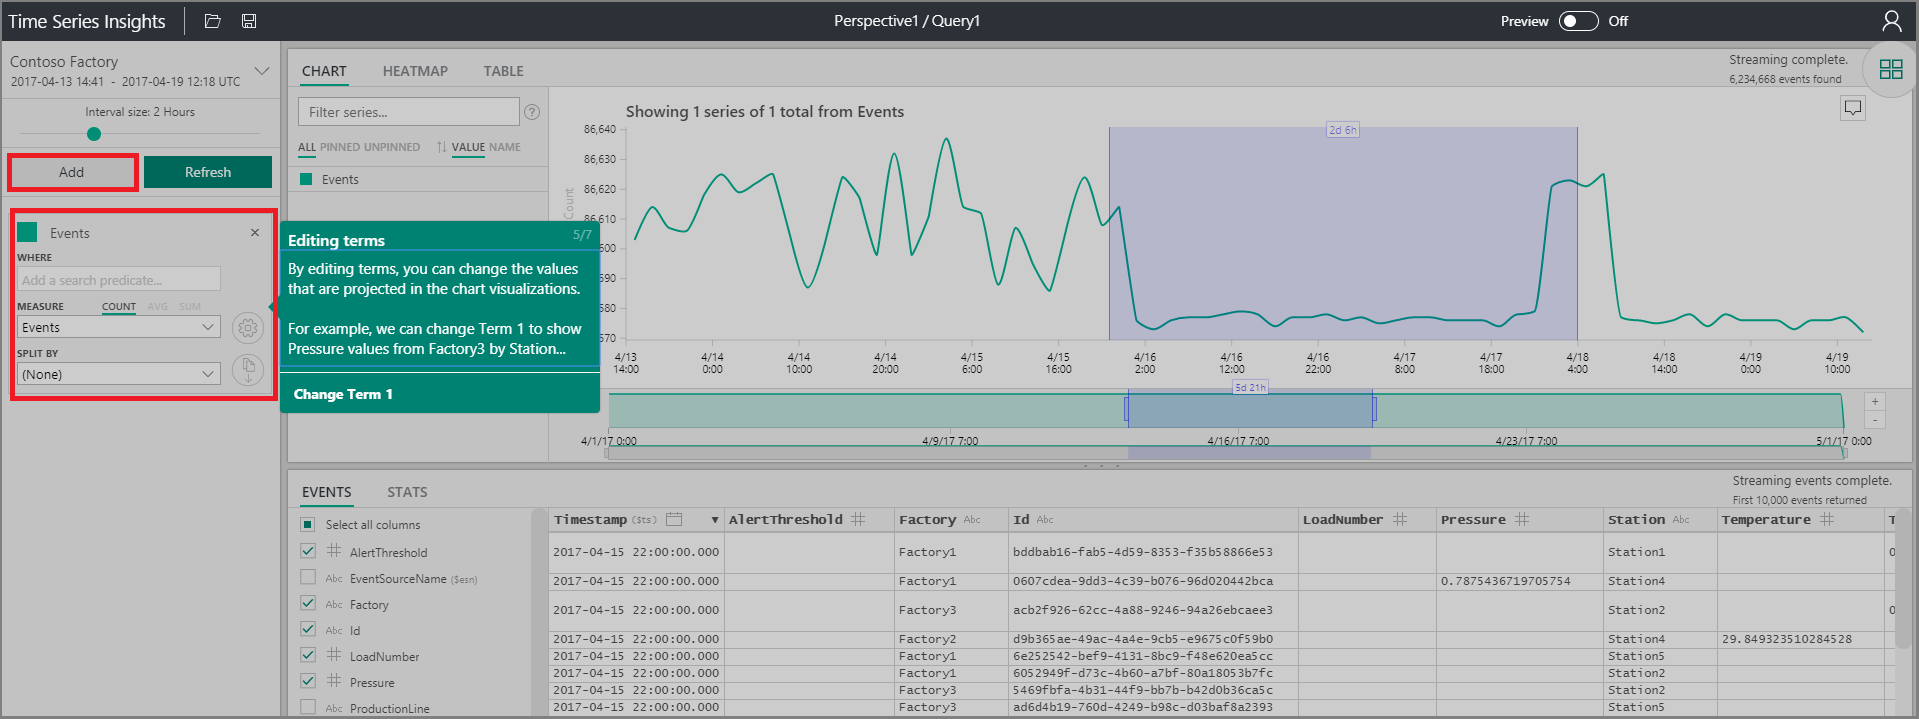 Time Series Insights
Perspective1 / Query1
Preview Off
Contoso Factory
2017-04-13 14:41 - 2017-04-19 12:18 UTC
Interval size: 2 Hours
Add Refresh
Events ×
WHERE
Add a search predicate...
MEASURE COUNT AVG SUM
Events
SPLIT BY
(None)
Editing terms 5/7
By editing terms, you can change the values
that are projected in the chart visualizations.
For example, we can change Term 1 to show
Pressure values from Factory3 by Station...
Change Term 1
CHART HEATMAP TABLE
Streaming complete.
6,234,668 events found
Filter series... ?
ALL PINNED UNPINNED VALUE NAME
Events
Showing 1 series of 1 total from Events
Count
86,640
86,630
86,620
86,610
600
590
580
570
2d 6h
4/13 4/14 4/14 4/14 4/15 4/15 4/16 4/16 4/16 4/17 4/17 4/18 4/18 4/19 4/19
14:00 0:00 10:00 20:00 6:00 16:00 2:00 12:00 22:00 8:00 18:00 4:00 14:00 0:00 10:00
5d 21h
+
-
4/1/17 0:00 4/9/17 7:00 4/16/17 7:00 4/23/17 7:00 5/1/17 0:00
EVENTS STATS
Streaming events complete.
First 10,000 events returned
Select all columns
AlertThreshold
Abc EventSourceName ($esn)
Abc Factory
Abc Id
LoadNumber
Pressure
Abc ProductionLine
Timestamp ($ts) AlertThreshold Factory Abc Id Abc LoadNumber Pressure Station Abc Temperature T
2017-04-15 22:00:00.000 Factory1 bddbab16-fab5-4d59-8353-f35b58866e53 Station1 0
2017-04-15 22:00:00.000 Factory1 0607cdea-9dd3-4c39-b076-96d020442bca 0.7875436719705754 Station4
2017-04-15 22:00:00.000 Factory3 acb2f926-62cc-4a88-9246-94a26ebcaee3 Station2 0
2017-04-15 22:00:00.000 Factory2 d9b365ae-49ac-4a4e-9cb5-e9675c0f59b0 Station4 29.849323510284528
2017-04-15 22:00:00.000 Factory1 6e252542-bef9-4131-8bc9-f48e620ea5cc Station5
2017-04-15 22:00:00.000 Factory1 6052949f-d73c-4b60-a7bf-80a18053b7fc Station2
2017-04-15 22:00:00.000 Factory3 5469fbfa-4b31-44f9-bb7b-b42d0b36ca5c Station2
2017-04-15 22:00:00.000 Factory3 ad6d4b19-760d-4249-b98c-d03baf8a2393 Station5